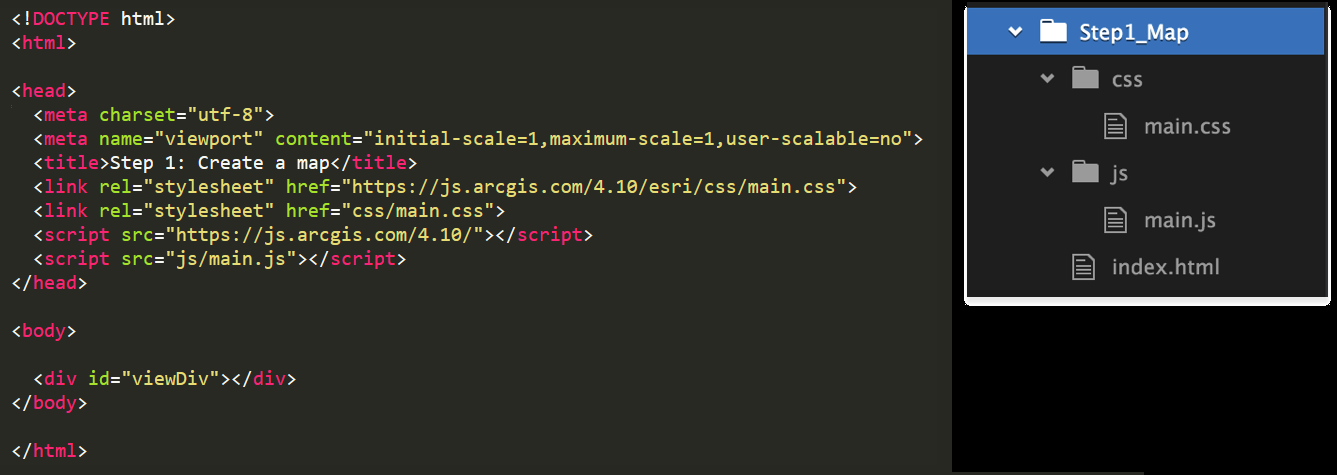 <!DOCTYPE html>
<html>
<head>
<meta charset="utf-8">
<meta name="viewport" content="initial-scale=1,maximum-scale=1,user-scalable=no">
<title>Step 1: Create a map</title>
<link rel="stylesheet" href="https://js.arcgis.com/4.10/esri/css/main.css">
<link rel="stylesheet" href="css/main.css">
<script src="https://js.arcgis.com/4.10/"></script>
<script src="js/main.js"></script>
</head>
<body>
<div id="viewDiv"></div>
</body>
</html>
Step1_Map
css
main.css
js
main.js
index.html